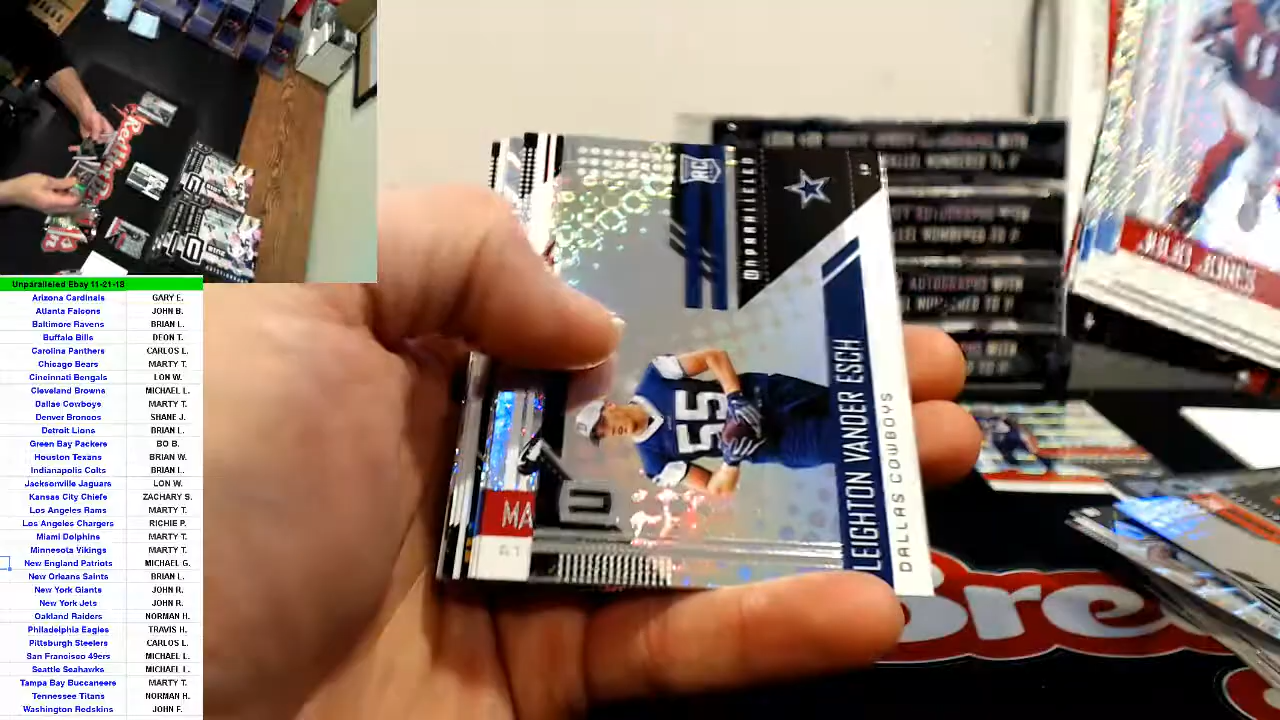 Unparalleled Ebay 11-21-18
Arizona Cardinals GARY E.
Atlanta Falcons JOHN B.
Baltimore Ravens BRIAN L.
Buffalo Bills DEON T.
Carolina Panthers CARLOS L.
Chicago Bears MARTY T.
Cincinnati Bengals LON W.
Cleveland Browns MICHAEL L.
Dallas Cowboys MARTY T.
Denver Broncos SHANE J.
Detroit Lions BRIAN L.
Green Bay Packers BO B.
Houston Texans BRIAN W.
Indianapolis Colts BRIAN L.
Jacksonville Jaguars LON W.
Kansas City Chiefs ZACHARY S.
Los Angeles Rams MARTY T.
Los Angeles Chargers RICHIE P.
Miami Dolphins MARTY T.
Minnesota Vikings MARTY T.
New England Patriots MICHAEL G.
New Orleans Saints BRIAN L.
New York Giants JOHN R.
New York Jets JOHN R.
Oakland Raiders NORMAN H.
Philadelphia Eagles TRAVIS H.
Pittsburgh Steelers CARLOS L.
San Francisco 49ers MICHAEL L.
Seattle Seahawks MICHAEL L.
Tampa Bay Buccaneers MARTY T.
Tennessee Titans NORMAN H.
Washington Redskins JOHN F.
RC
UNPARALLELED
LB
55
LEIGHTON VANDER ESCH
DALLAS COWBOYS
MA
JULIO JONES
11